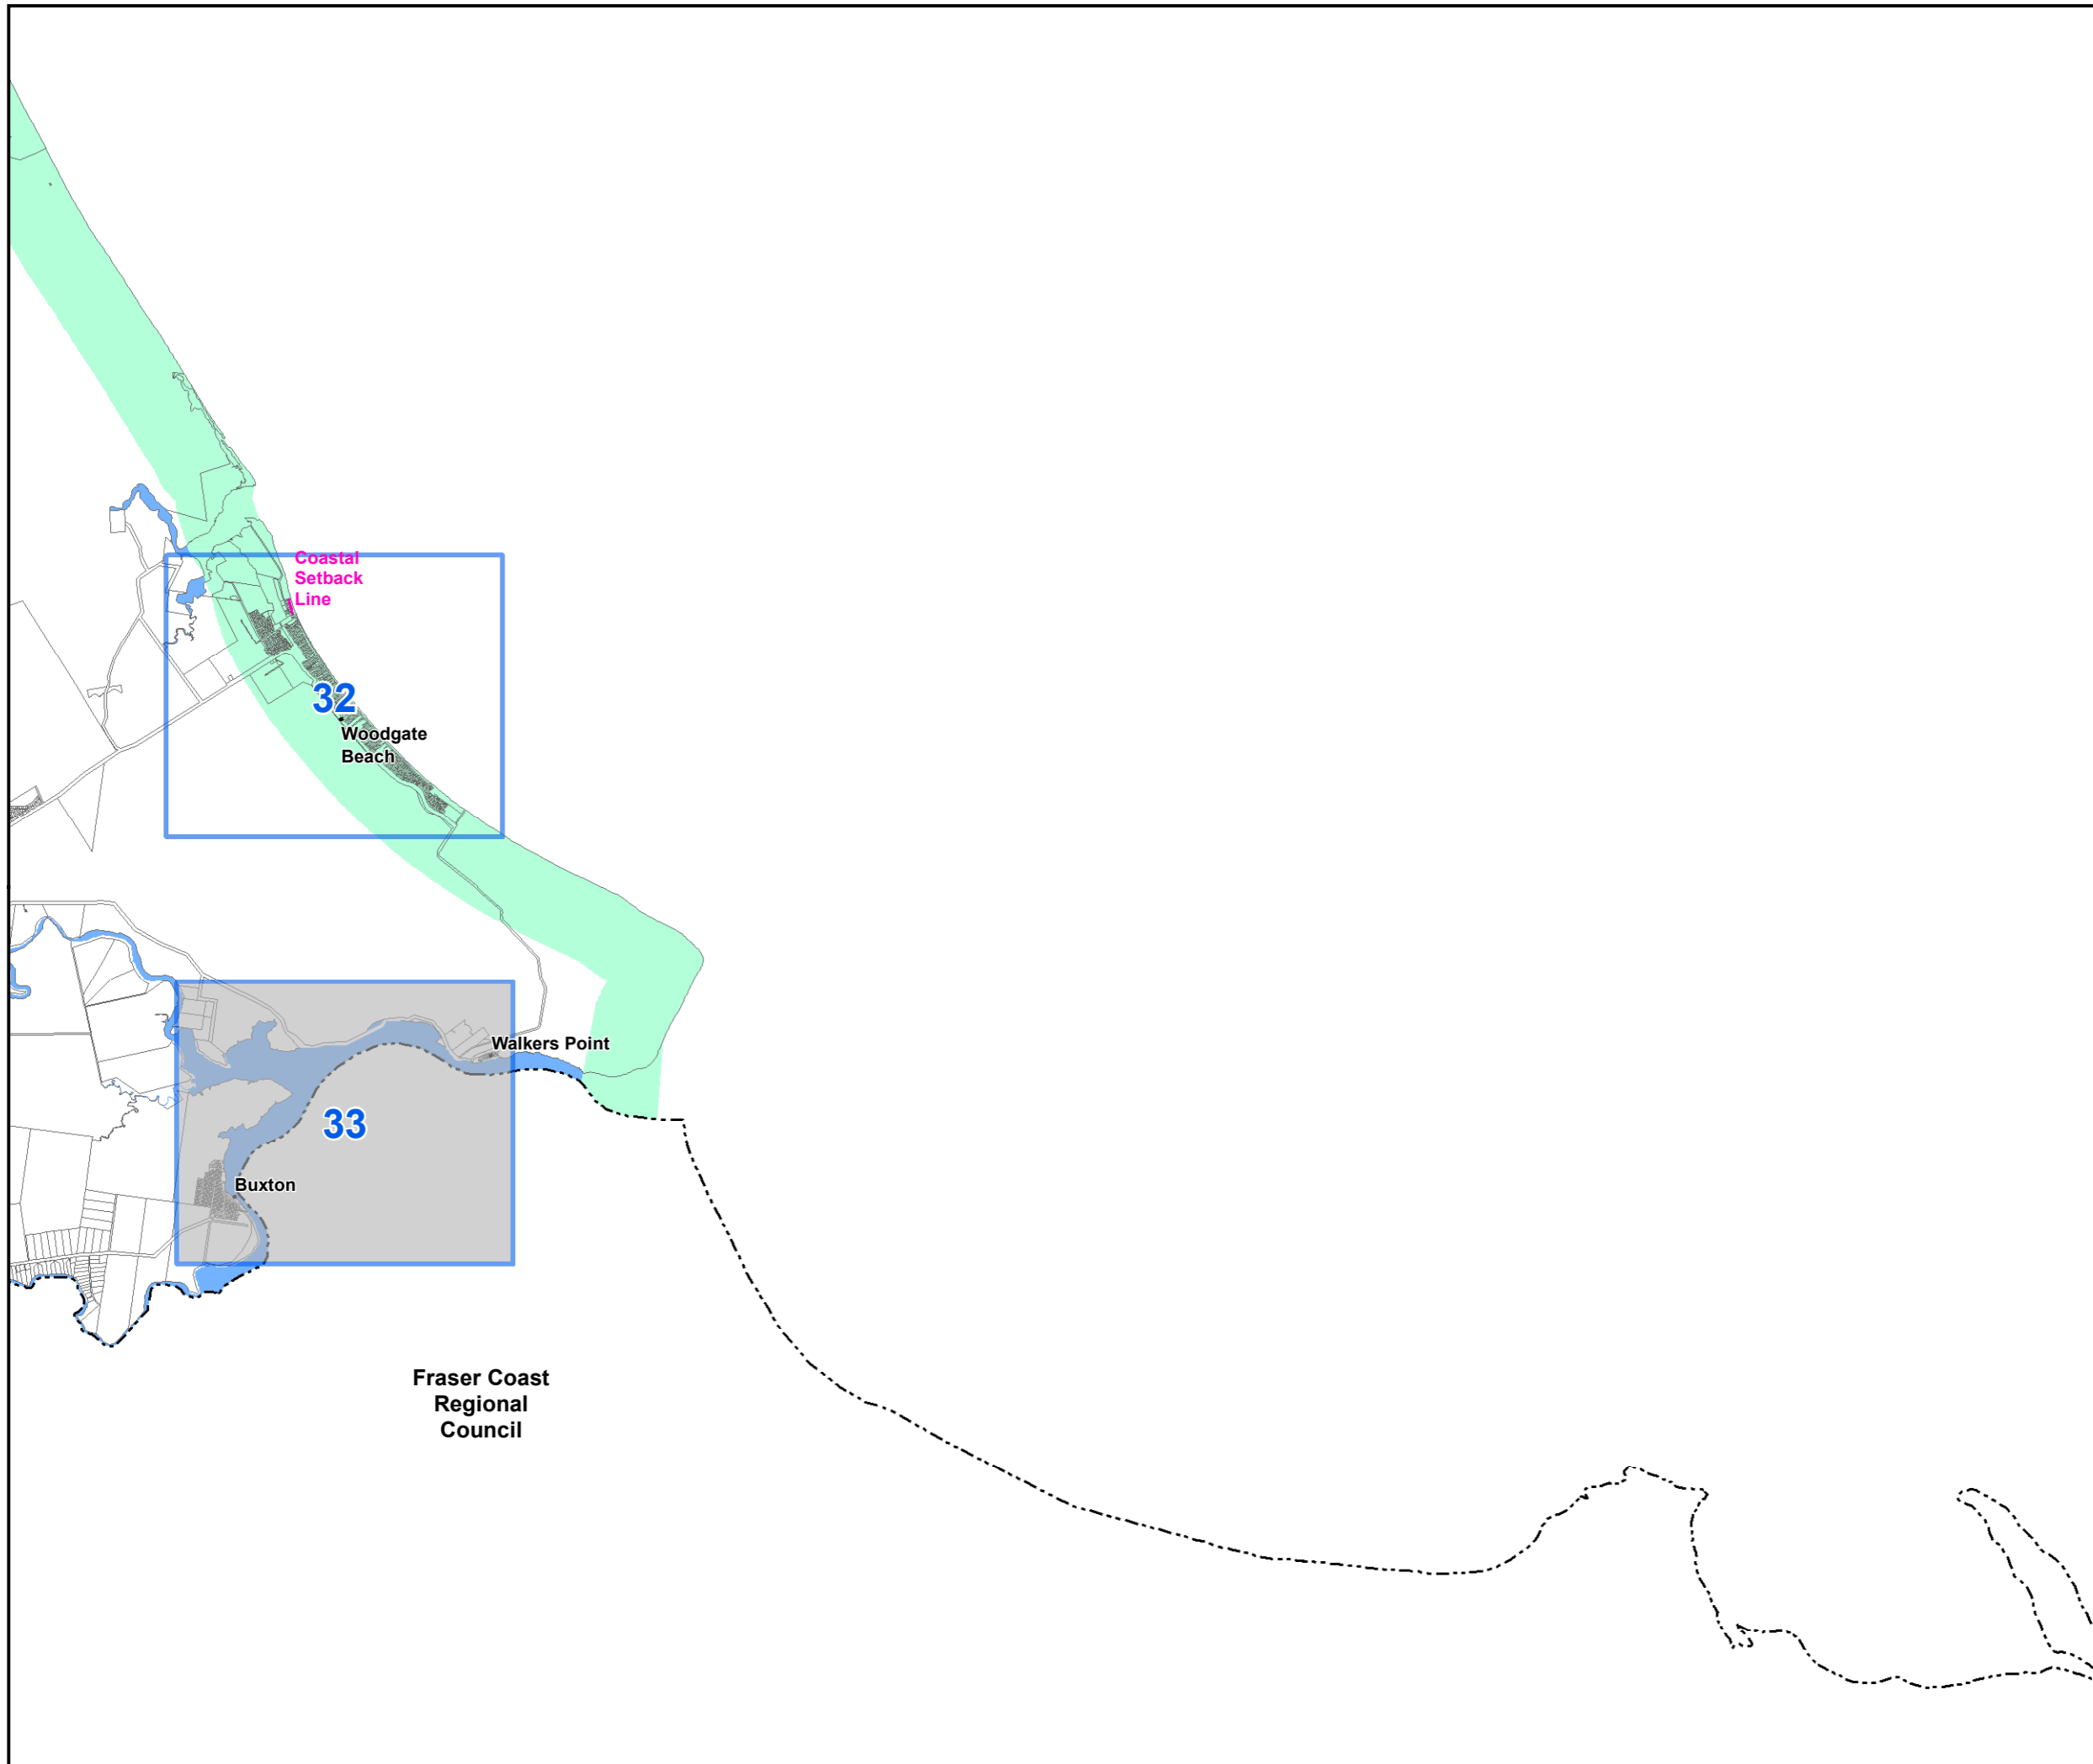 Coastal
Setback
Line
32
Woodgate
Beach
Walkers Point
33
Buxton
Fraser Coast
Regional
Council